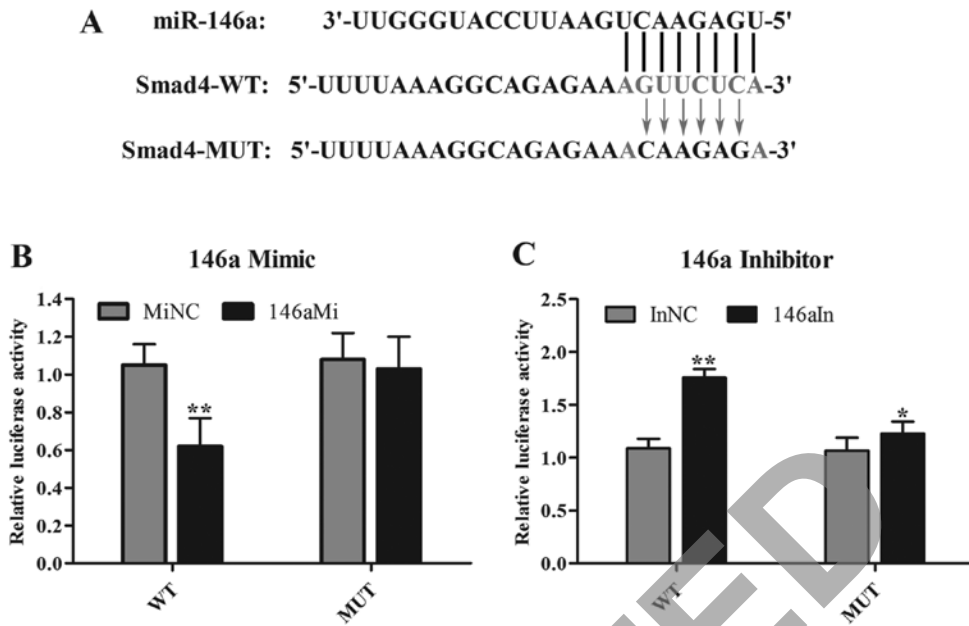 A
miR-146a: 3'-UUGGGUACCUUAAGUCAAGAGU-5'
Smad4-WT: 5'-UUUUAAAGGCAGAGAAAGUUCUCA-3'
Smad4-MUT: 5'-UUUUAAAGGCAGAGAAACAAGAGA-3'
B
146a Mimic
MiNC 146aMi
Relative luciferase activity
1.4
1.2
1.0
0.8
0.6
0.4
0.2
0.0
**
WT MUT
C
146a Inhibitor
InNC 146aIn
Relative luciferase activity
2.5
2.0
1.5
1.0
0.5
0.0
**
*
WT MUT